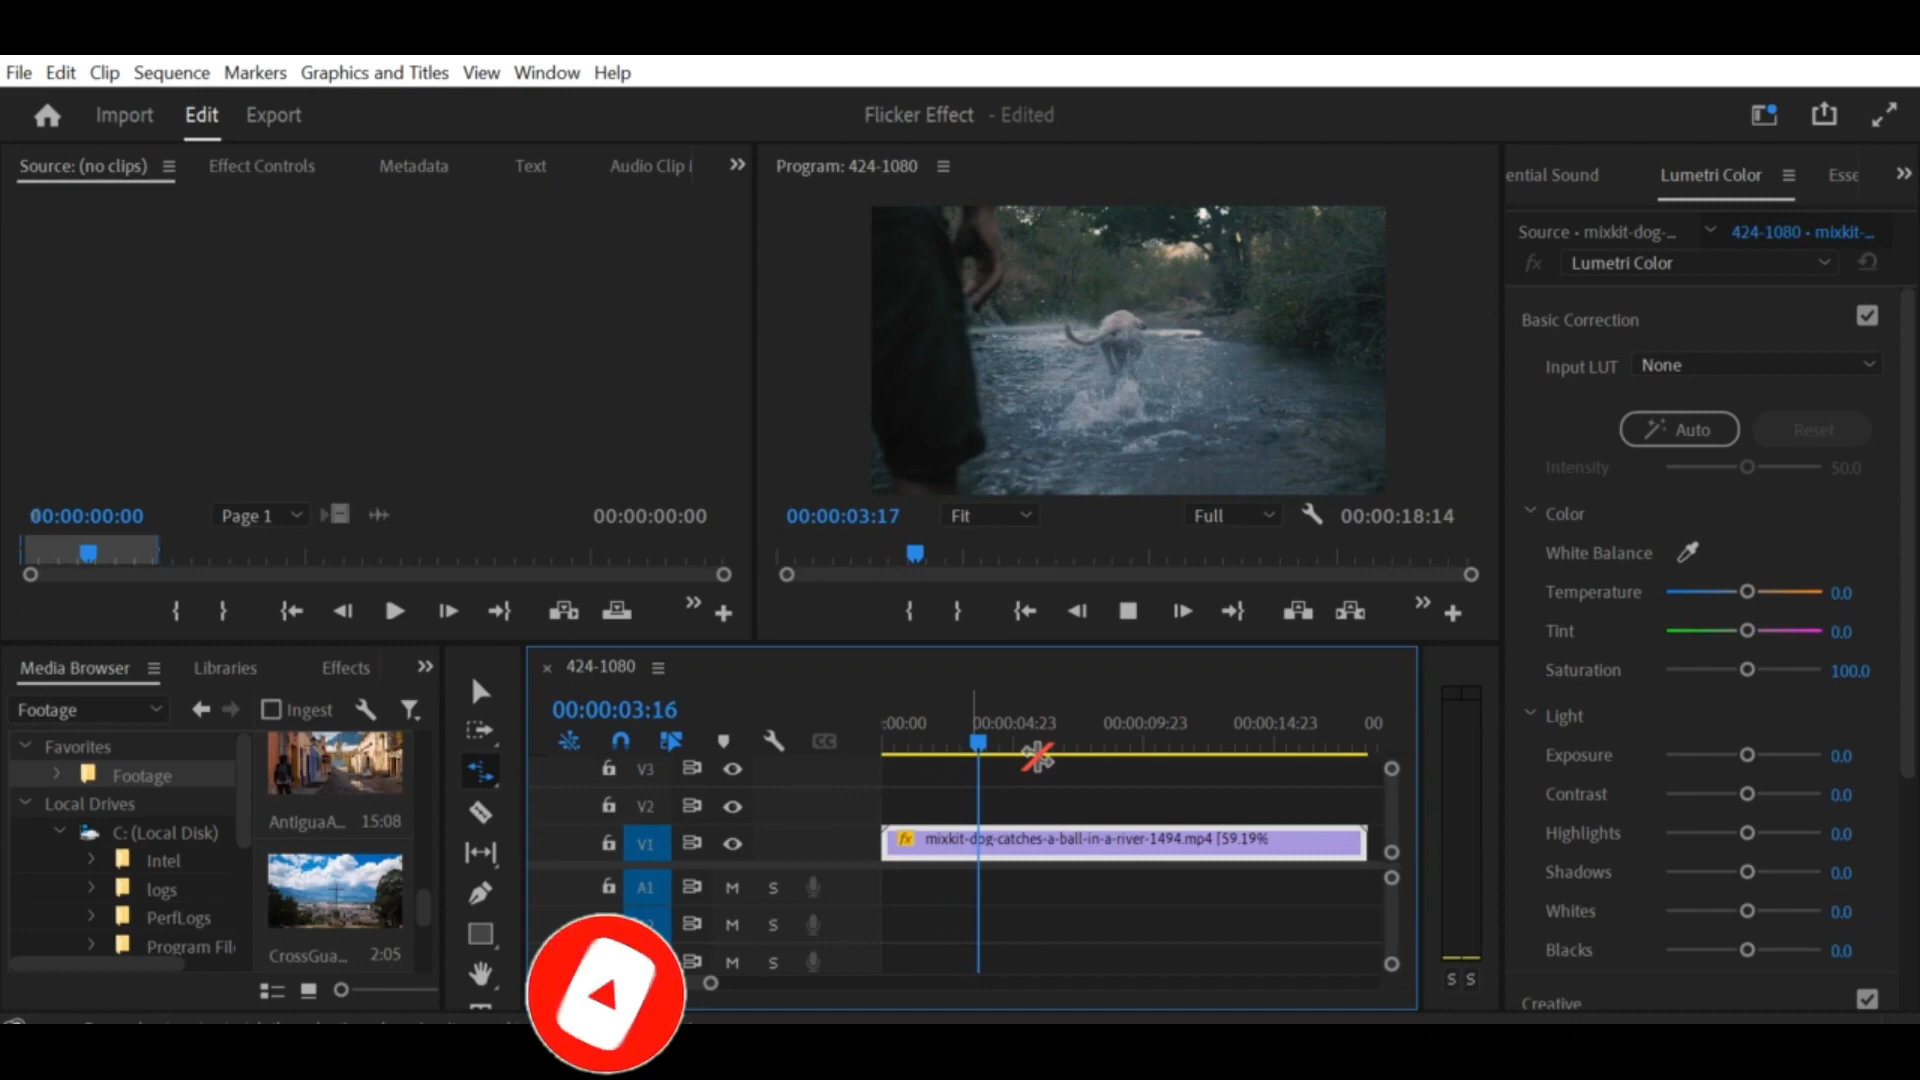 File Edit Clip Sequence Markers Graphics and Titles View Window Help
Import Edit Export
Flicker Effect - Edited
Source: (no clips) Effect Controls Metadata Text Audio Clip
Program: 424-1080
ential Sound Lumetri Color Esse
Source • mixkit-dog-... 424-1080 • mixkit-...
fx Lumetri Color
Basic Correction
Input LUT None
Auto Reset
Intensity 50.0
Color
White Balance
Temperature 0.0
Tint 0.0
Saturation 100.0
Light
Exposure 0.0
Contrast 0.0
Highlights 0.0
Shadows 0.0
Whites 0.0
Blacks 0.0
Creative
00:00:00:00 Page 1 00:00:00:00
00:00:03:17 Fit Full 00:00:18:14
Media Browser Libraries Effects
Footage Ingest
Favorites
Footage
Local Drives
C: (Local Disk)
Intel
logs
PerfLogs
Program Fil
AntiguaA... 15:08
CrossGua... 2:05
× 424-1080
00:00:03:16
:00:00 00:00:04:23 00:00:09:23 00:00:14:23 00
CC
V3
V2
V1 fx mixkit-dog-catches-a-ball-in-a-river-1494.mp4 [59.19%
A1 M S
M S
M S
S S